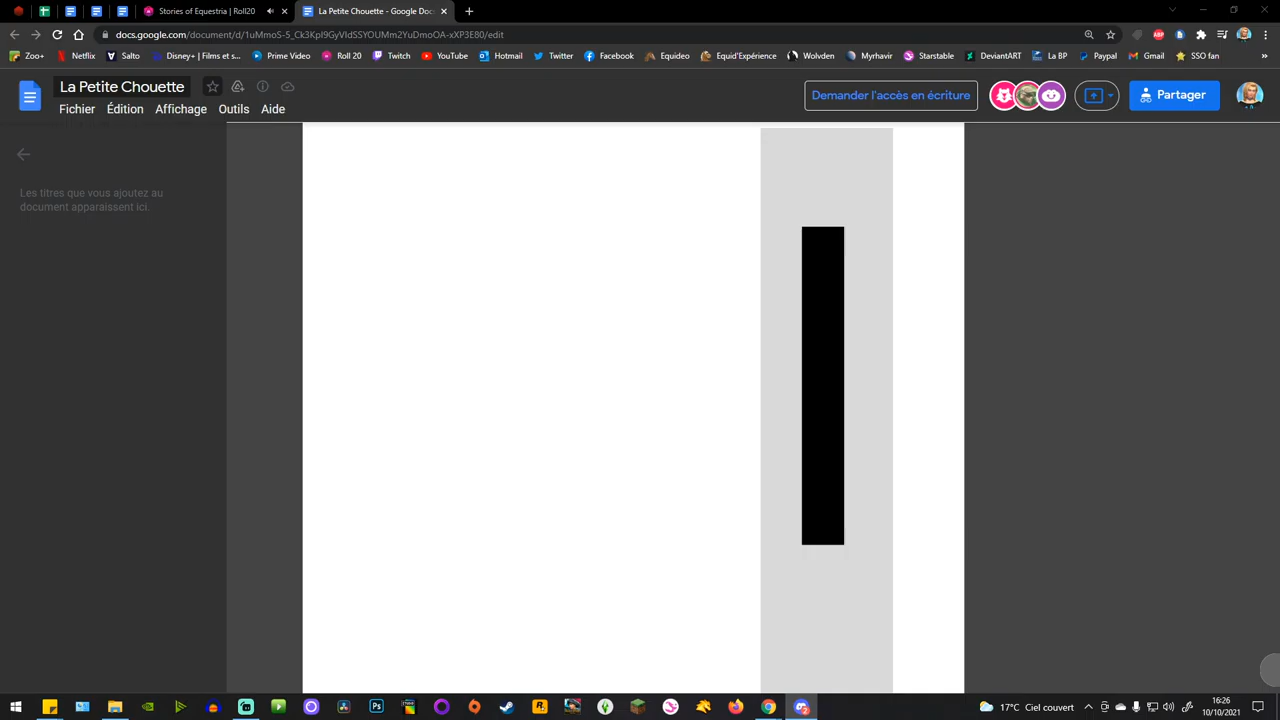 Stories of Equestria | Roll20
La Petite Chouette - Google Doc
docs.google.com/document/d/1uMmoS-5_Ck3KpI9GyVIdSSYOUMm2YuDmoOA-xXP3E80/edit
Zoo+ Netflix Salto Disney+ | Films et s... Prime Video Roll 20 Twitch YouTube Hotmail Twitter Facebook Equideo Equid'Expérience Wolvden Myrhavir Starstable DeviantART La BP Paypal Gmail SSO fan »
La Petite Chouette
Fichier Édition Affichage Outils Aide
Demander l'accès en écriture
Partager
Les titres que vous ajoutez au
document apparaissent ici.
17°C Ciel couvert
16:26
10/10/2021